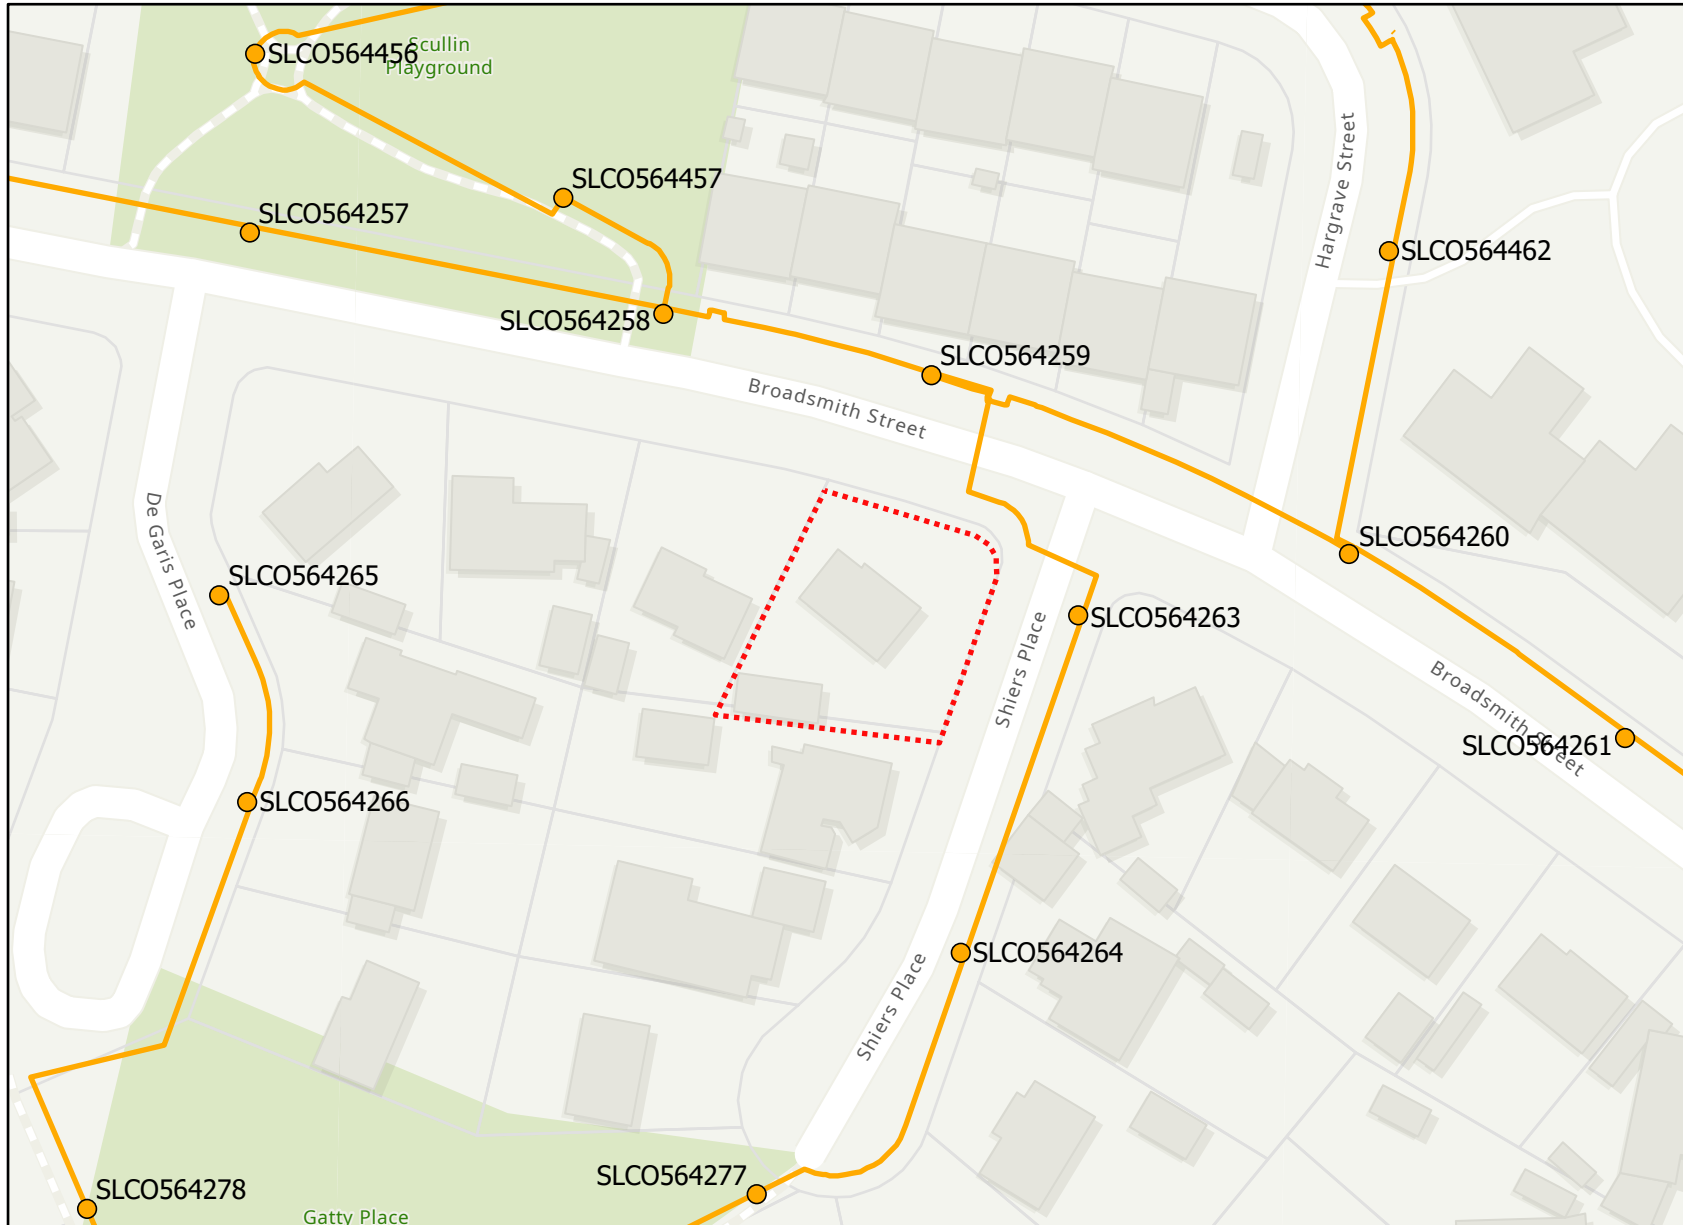 Scullin
Playground
SLCO564456
SLCO564457
SLCO564257
SLCO564258
SLCO564259
SLCO564462
Hargrave Street
Broadsmith Street
De Garis Place
SLCO564265
SLCO564260
SLCO564263
Shiers Place
Broadsmith Street
SLCO564261
SLCO564266
SLCO564264
Shiers Place
SLCO564277
SLCO564278
Gatty Place